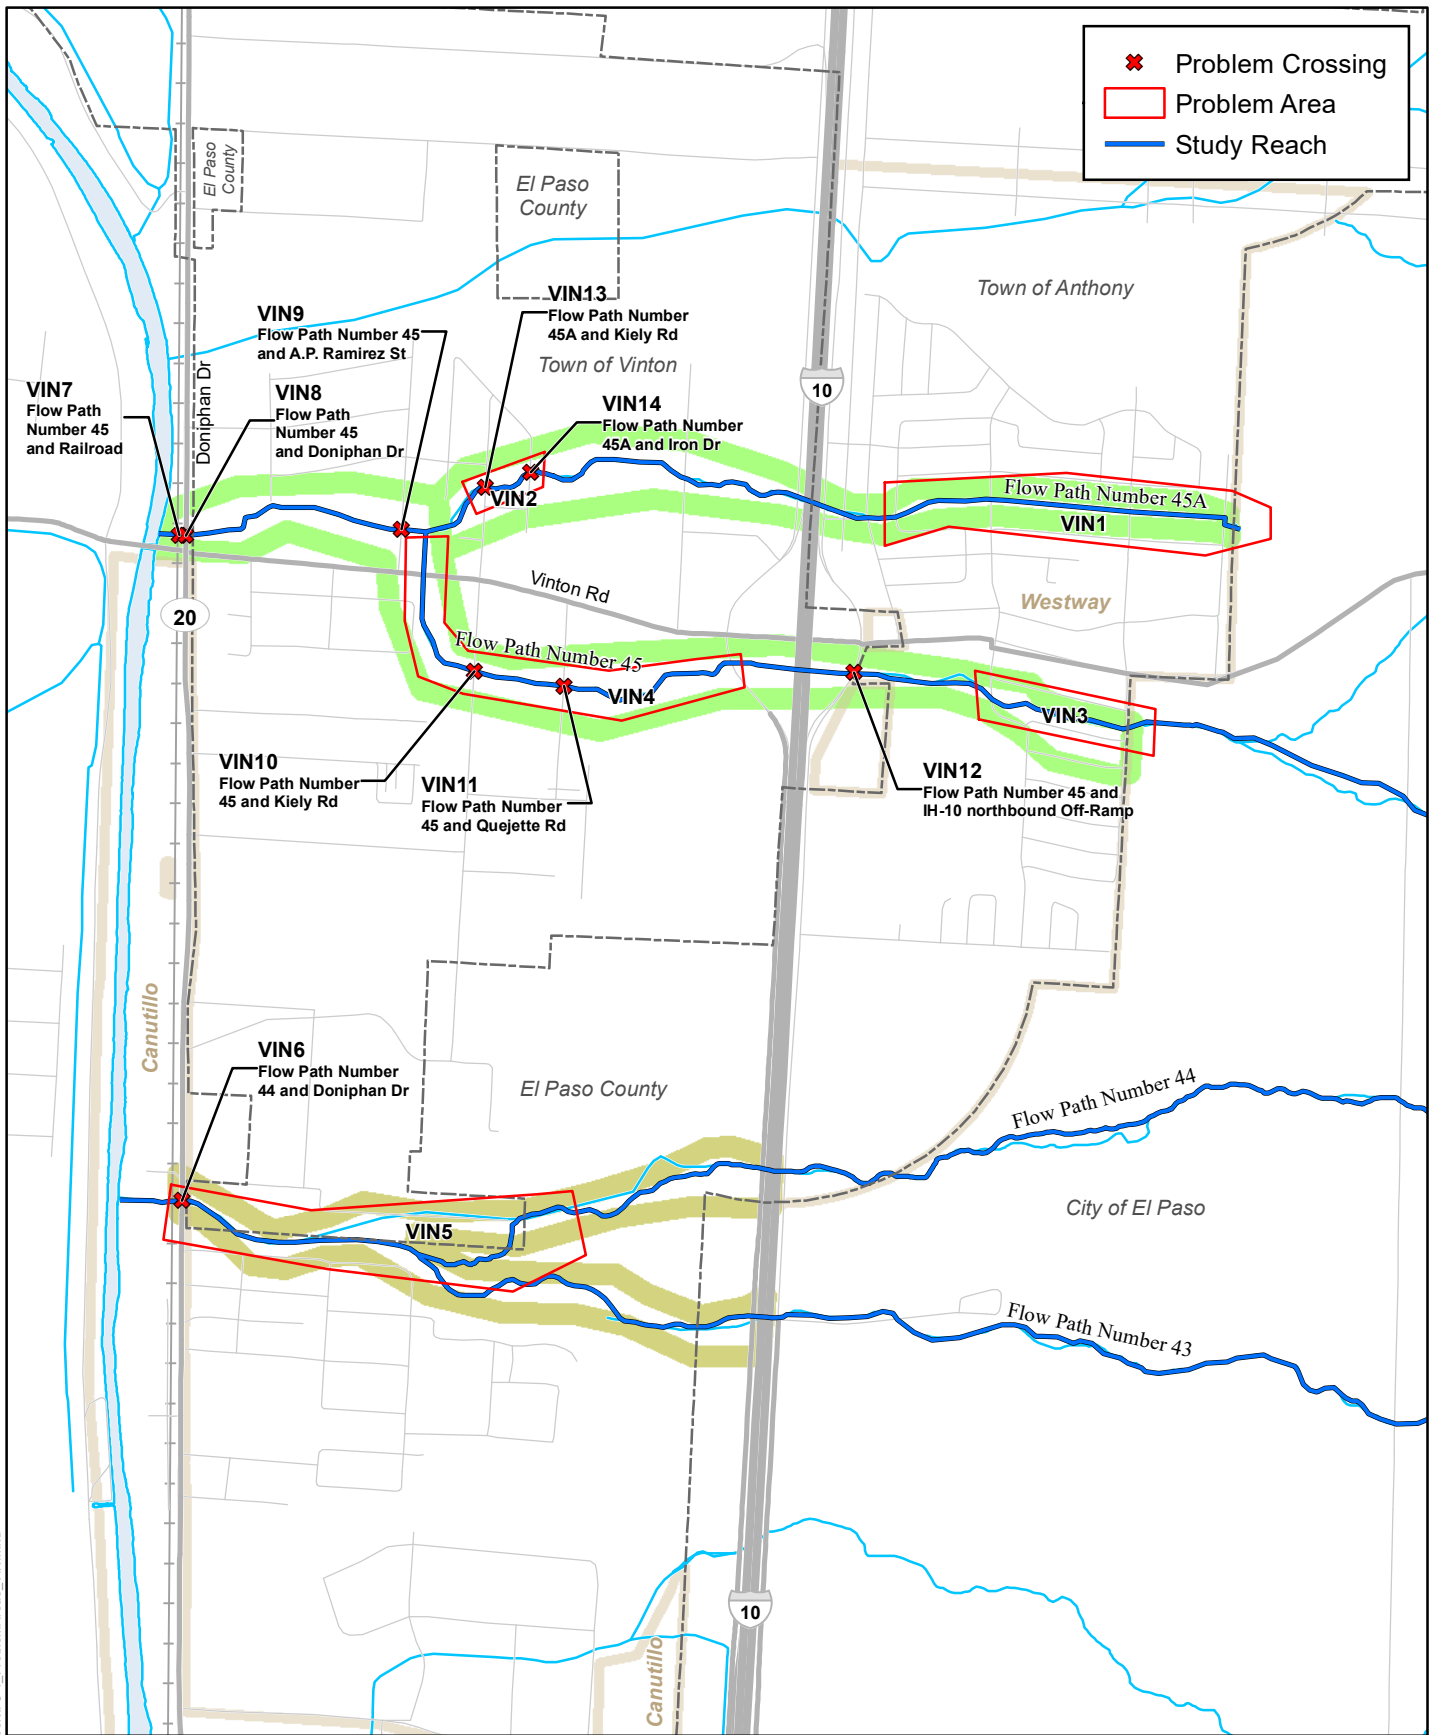 Problem Crossing
Problem Area
Study Reach
El Paso
County
El Paso
County
Town of Anthony
VIN13
Flow Path Number
45A and Kiely Rd
VIN9
Flow Path Number 45
and A.P. Ramirez St
Town of Vinton
10
VIN7
Flow Path
Number 45
and Railroad
Doniphan Dr
VIN8
Flow Path
Number 45
and Doniphan Dr
VIN14
Flow Path Number
45A and Iron Dr
VIN2
Flow Path Number 45A
VIN1
Vinton Rd
Westway
20
Flow Path Number 45
VIN4
VIN3
VIN10
Flow Path Number
45 and Kiely Rd
VIN11
Flow Path Number
45 and Quejette Rd
VIN12
Flow Path Number 45 and
IH-10 northbound Off-Ramp
Canutillo
VIN6
Flow Path Number
44 and Doniphan Dr
El Paso County
Flow Path Number 44
City of El Paso
VIN5
Flow Path Number 43
10
Canutillo